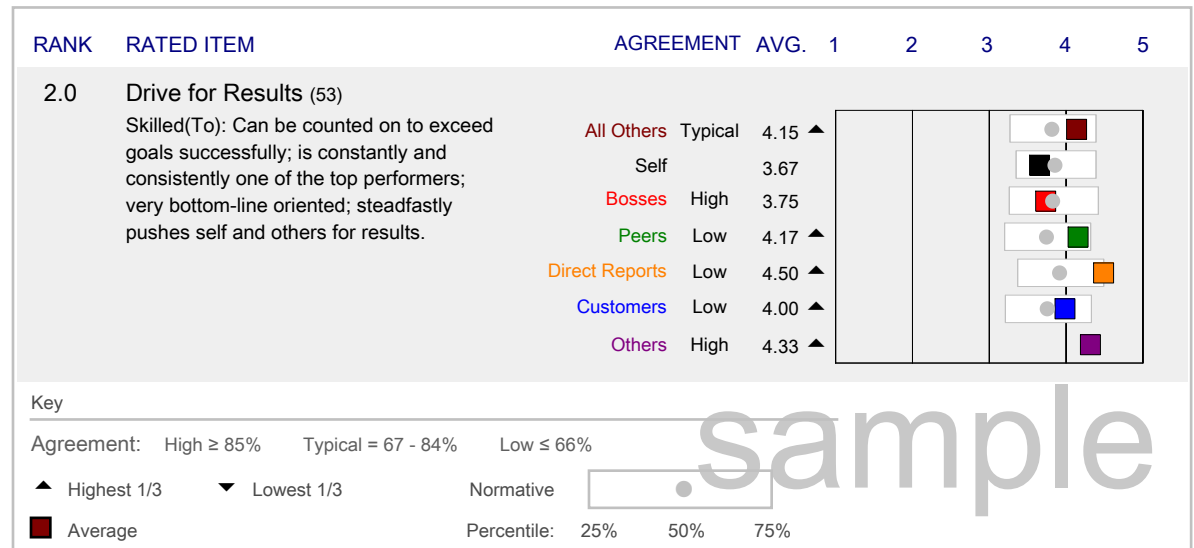 RANK RATED ITEM AGREEMENT AVG. 1 2 3 4 5
2.0 Drive for Results (53)
Skilled(To): Can be counted on to exceed
goals successfully; is constantly and
consistently one of the top performers;
very bottom-line oriented; steadfastly
pushes self and others for results.
All Others Typical 4.15 ▲
Self 3.67
Bosses High 3.75
Peers Low 4.17 ▲
Direct Reports Low 4.50 ▲
Customers Low 4.00 ▲
Others High 4.33 ▲
Key
Agreement: High ≥ 85% Typical = 67 - 84% Low ≤ 66%
▲ Highest 1/3 ▼ Lowest 1/3 Normative
Average Percentile: 25% 50% 75%
sample